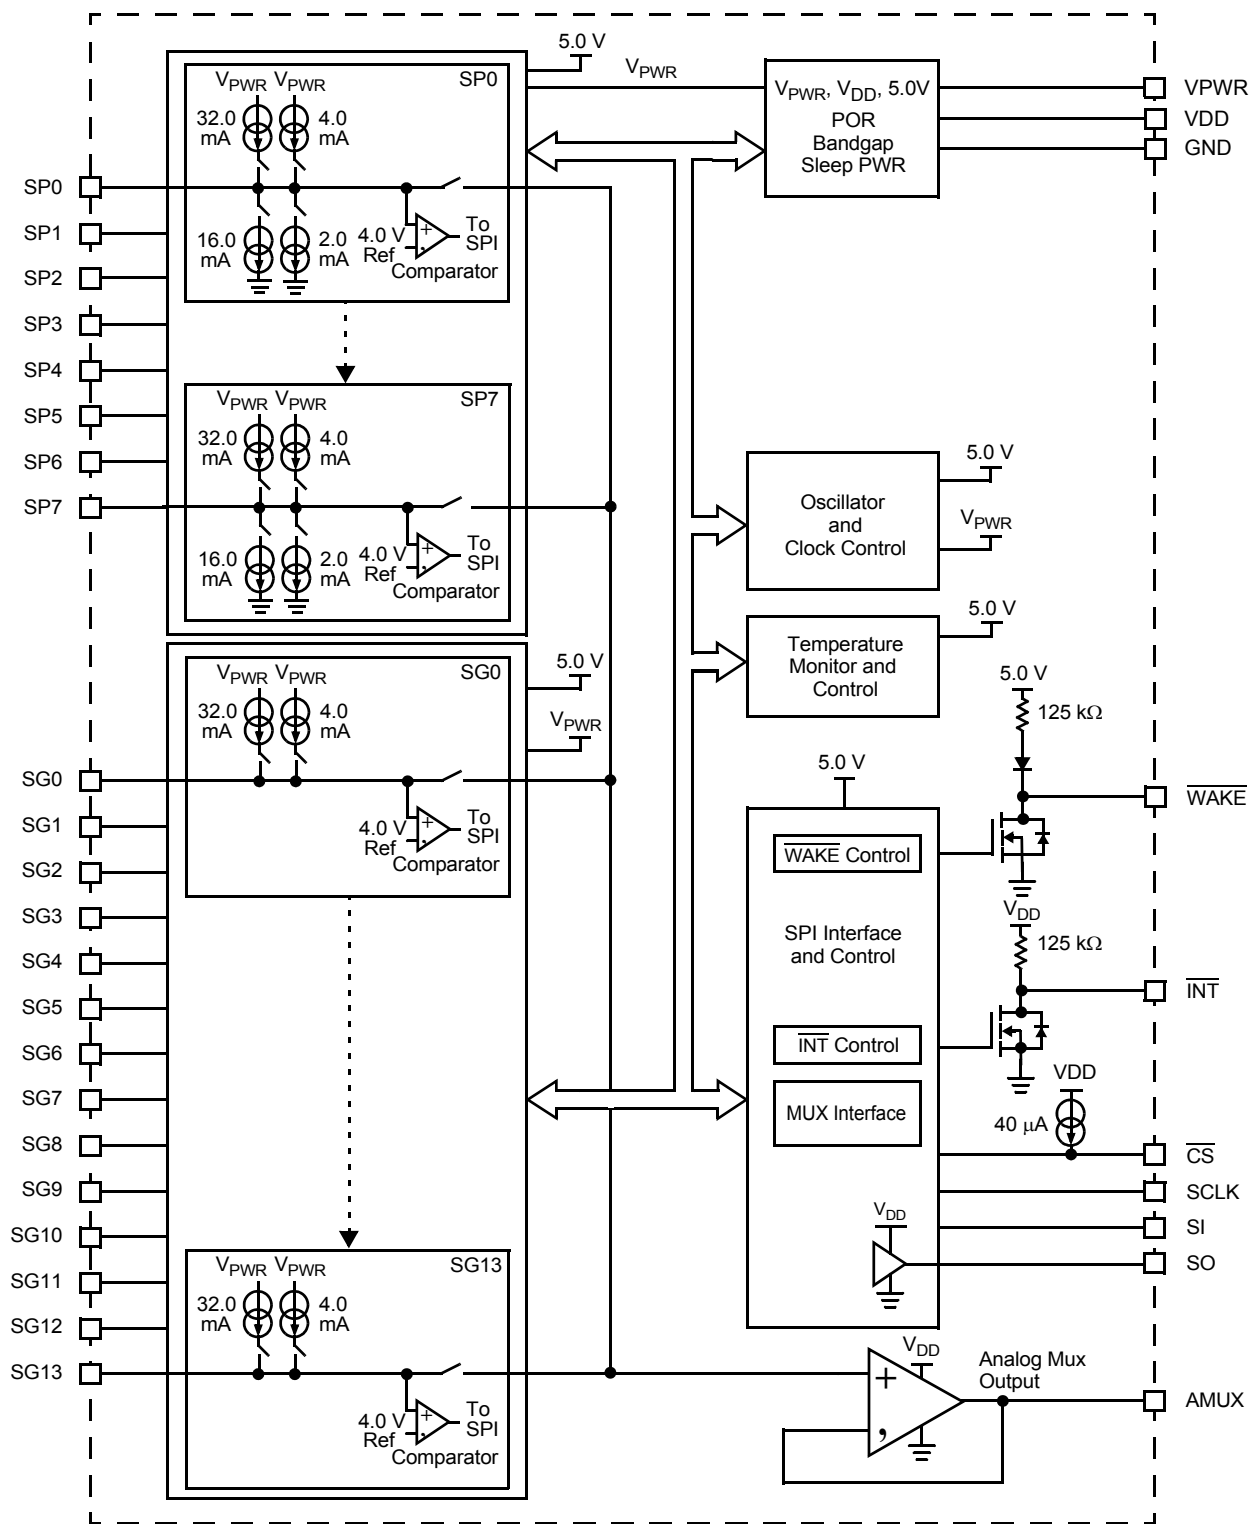 5.0 V
VPWR
VPWR VPWR
SP0
32.0 mA
4.0 mA
16.0 mA
2.0 mA
4.0 V Ref
+
,
To SPI
Comparator
VPWR VPWR
SP7
32.0 mA
4.0 mA
16.0 mA
2.0 mA
4.0 V Ref
+
,
To SPI
Comparator
5.0 V
VPWR
VPWR VPWR
SG0
32.0 mA
4.0 mA
4.0 V Ref
+
,
To SPI
Comparator
VPWR VPWR
SG13
32.0 mA
4.0 mA
4.0 V Ref
+
,
To SPI
Comparator
SP0
SP1
SP2
SP3
SP4
SP5
SP6
SP7
SG0
SG1
SG2
SG3
SG4
SG5
SG6
SG7
SG8
SG9
SG10
SG11
SG12
SG13
VPWR, VDD, 5.0V
POR
Bandgap
Sleep PWR
5.0 V
VPWR
Oscillator
and
Clock Control
5.0 V
Temperature
Monitor and
Control
5.0 V
WAKE Control
SPI Interface
and Control
INT Control
MUX Interface
VDD
5.0 V
125 kΩ
VDD
125 kΩ
VDD
40 μA
VDD
+
,
Analog Mux
Output
VPWR
VDD
GND
WAKE
INT
CS
SCLK
SI
SO
AMUX